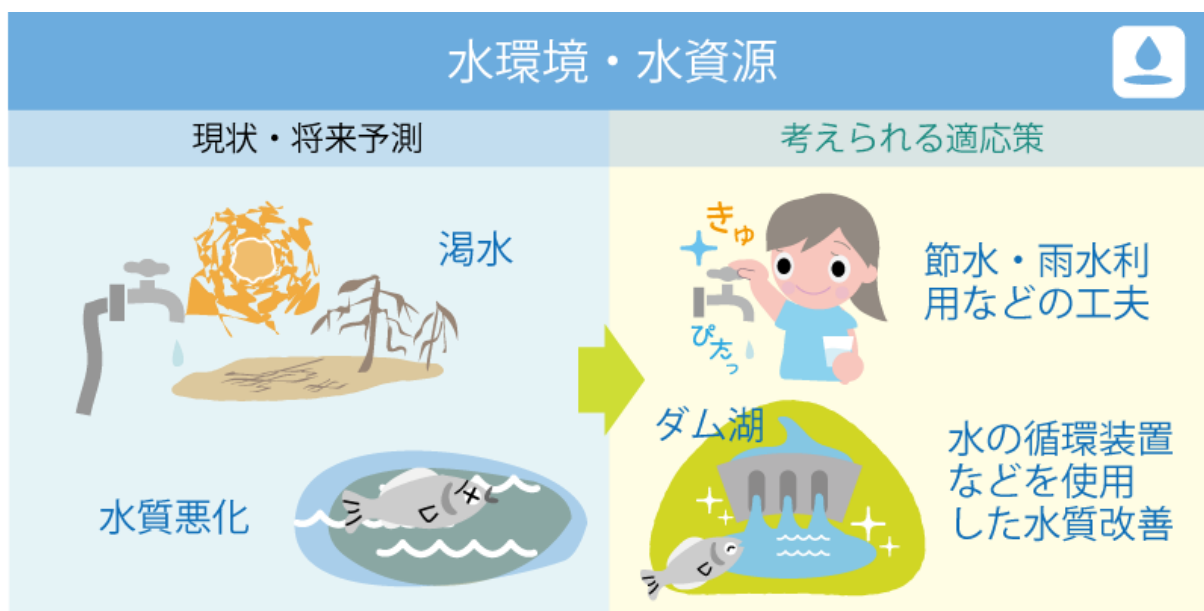 水環境・水資源
現状・将来予測
渇水
水質悪化
考えられる適応策
きゅ
ぴたっ
節水・雨水利
用などの工夫
ダム湖
水の循環装置
などを使用
した水質改善